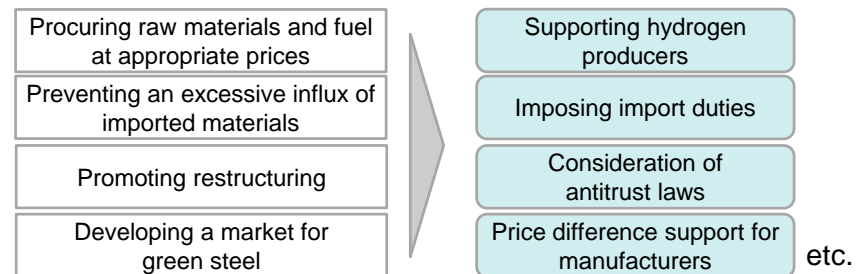 Procuring raw materials and fuel
at appropriate prices
Supporting hydrogen
producers
Preventing an excessive influx of
imported materials
Imposing import duties
Promoting restructuring
Consideration of
antitrust laws
Developing a market for
green steel
Price difference support for
manufacturers
etc.